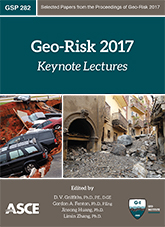 GSP 282
Selected Papers from the Proceedings of Geo-Risk 2017
Geo-Risk 2017
Keynote Lectures
Edited by
D. V. Griffiths, Ph.D., P.E., D.GE
Gordon A. Fenton, Ph.D., P.Eng.
Jinsong Huang, Ph.D.
Limin Zhang, Ph.D.
ASCE
G-I